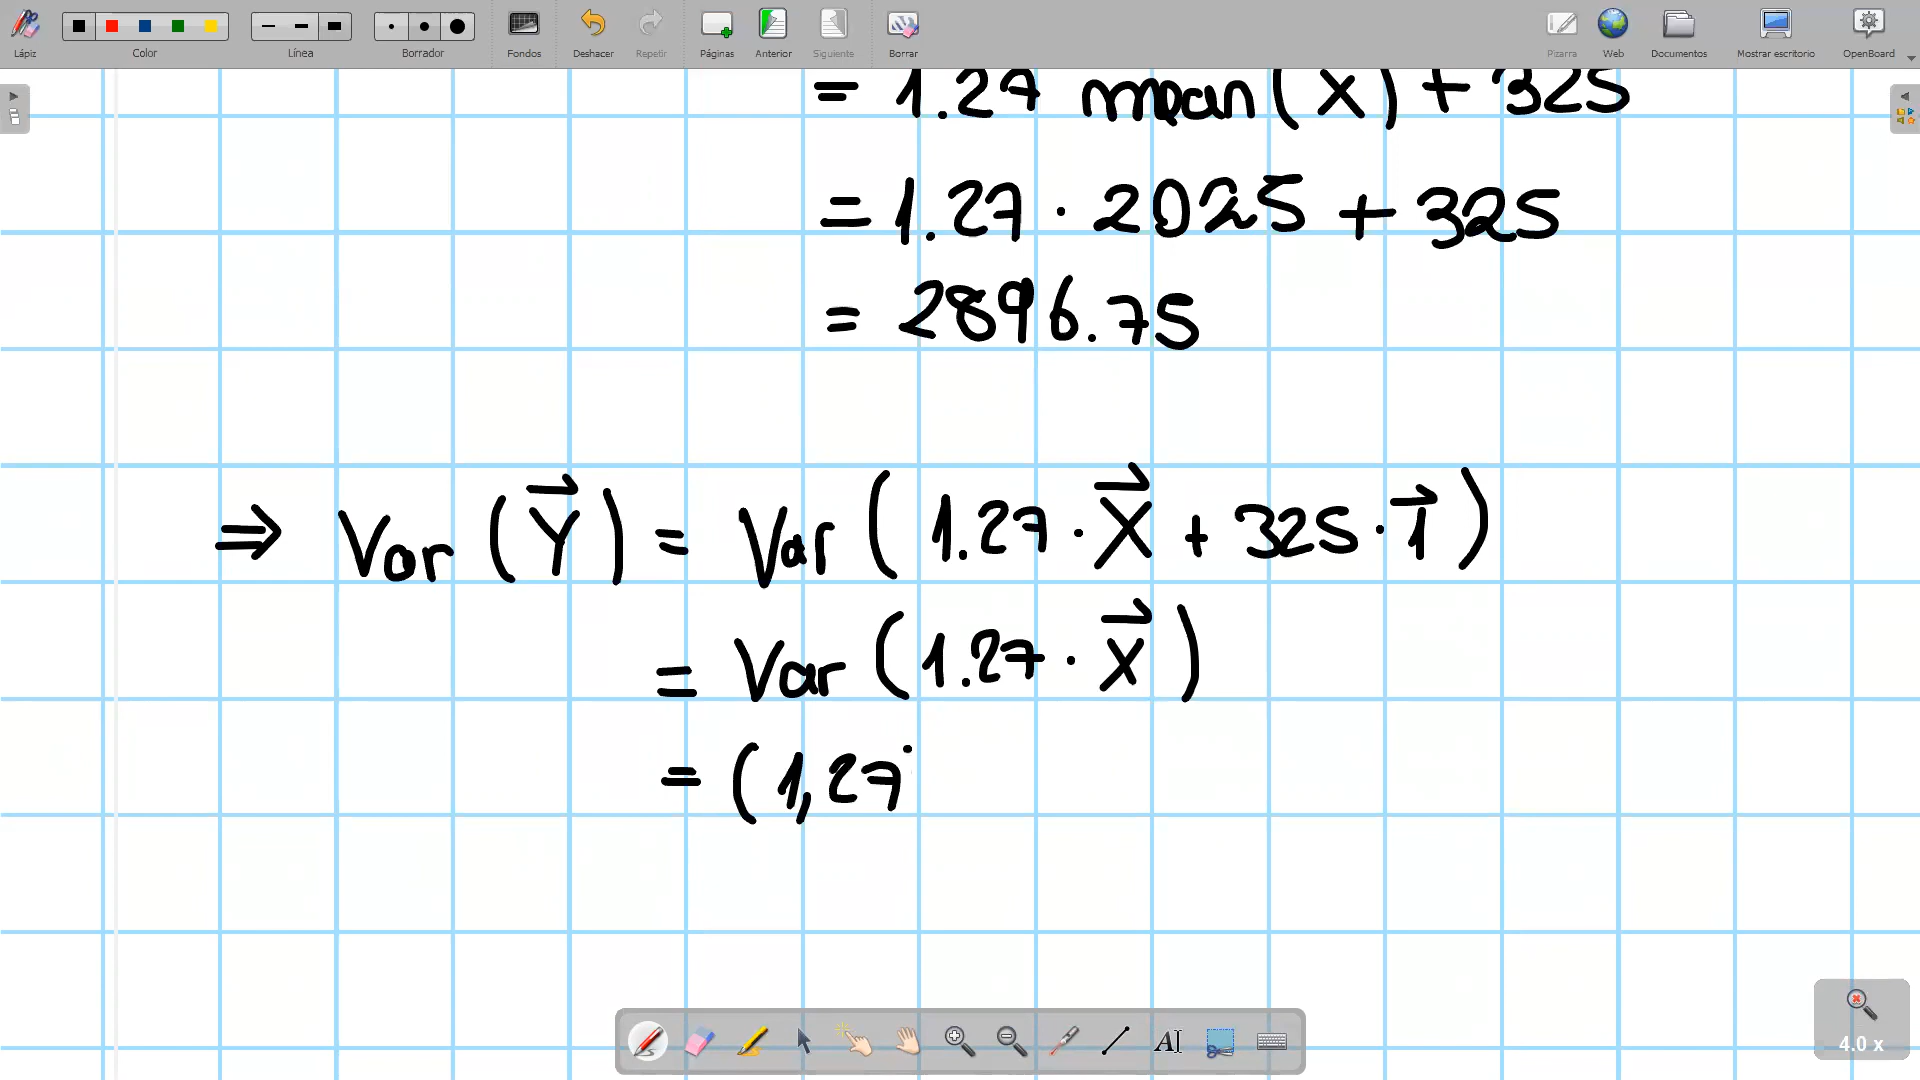 Lápiz Color Línea Borrador Fondos Deshacer Repetir Páginas Anterior Siguiente Borrar Pizarra Web Documentos Mostrar escritorio OpenBoard
= 1.27 mean(X) + 325
= 1.27 · 2025 + 325
= 2896.75
⇒ Var (Y⃗) = Var (1.27 · X⃗ + 325 · 1⃗)
= Var (1.27 · X⃗)
= (1,27
4.0 x